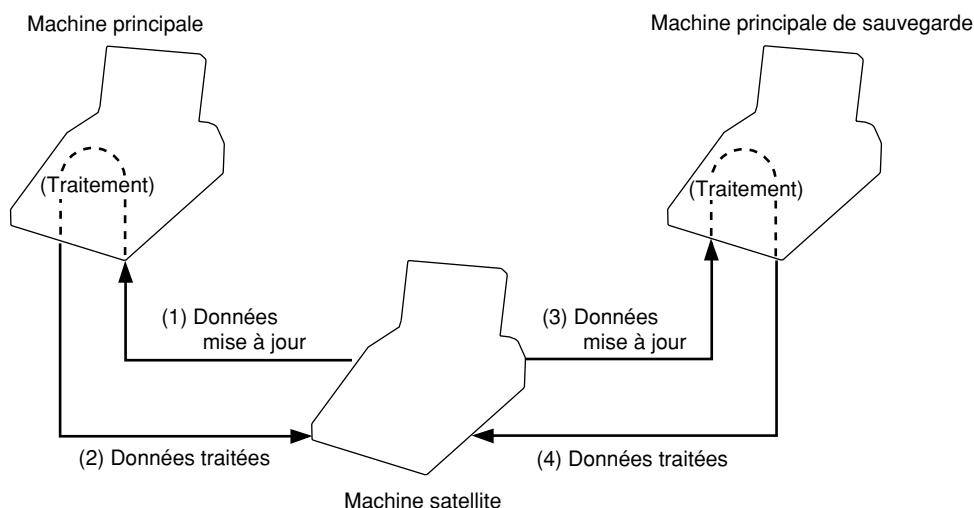 Machine principale
Machine principale de sauvegarde
(Traitement)
(Traitement)
(1) Données
mise à jour
(3) Données
mise à jour
(2) Données traitées
(4) Données traitées
Machine satellite